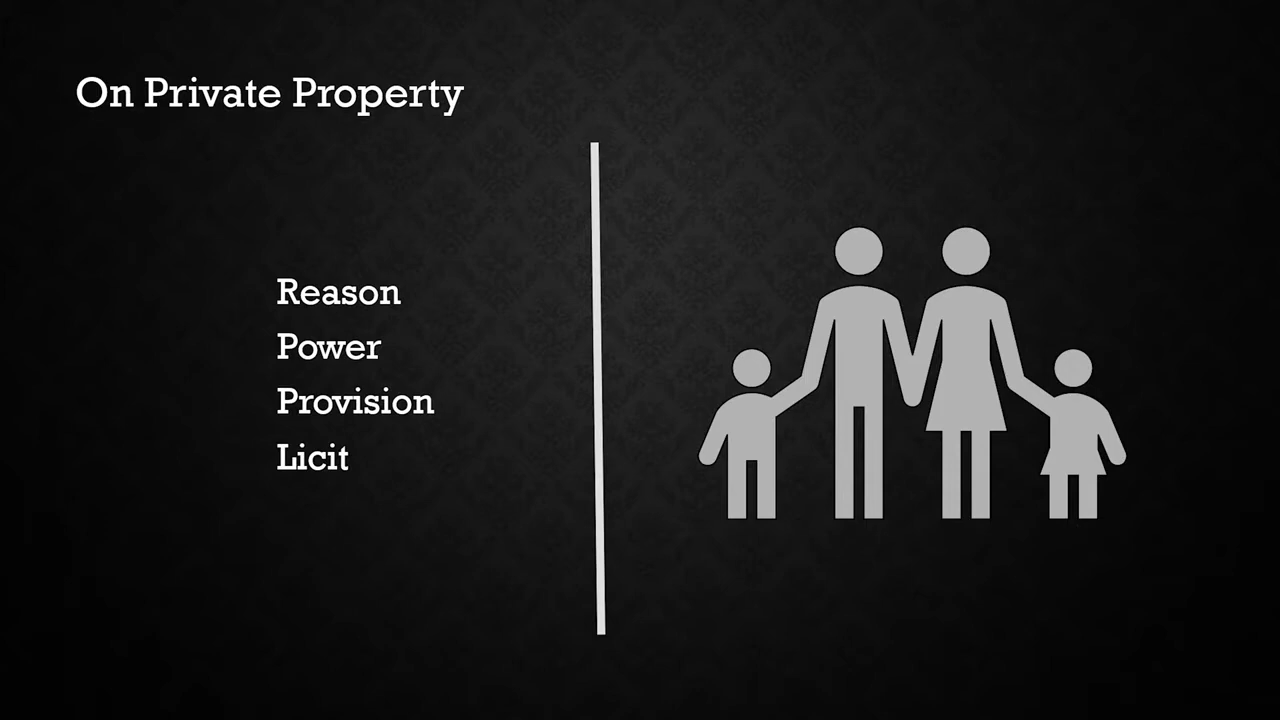 On Private Property
Reason
Power
Provision
Licit